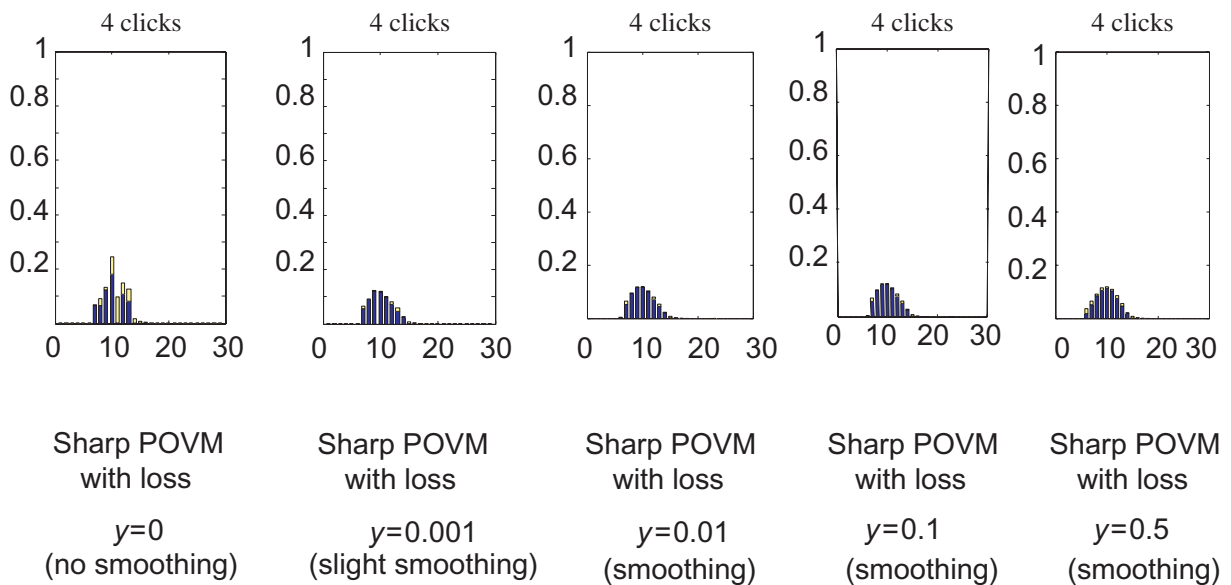 4 clicks 4 clicks 4 clicks 4 clicks 4 clicks
1 1 1 1 1
0.8 0.8 0.8 0.8 0.8
0.6 0.6 0.6 0.6 0.6
0.4 0.4 0.4 0.4 0.4
0.2 0.2 0.2 0.2 0.2
0 10 20 30 0 10 20 30 0 10 20 30 0 10 20 30 0 10 20 30
Sharp POVM Sharp POVM Sharp POVM Sharp POVM Sharp POVM
with loss with loss with loss with loss with loss
y=0 y=0.001 y=0.01 y=0.1 y=0.5
(no smoothing) (slight smoothing) (smoothing) (smoothing) (smoothing)